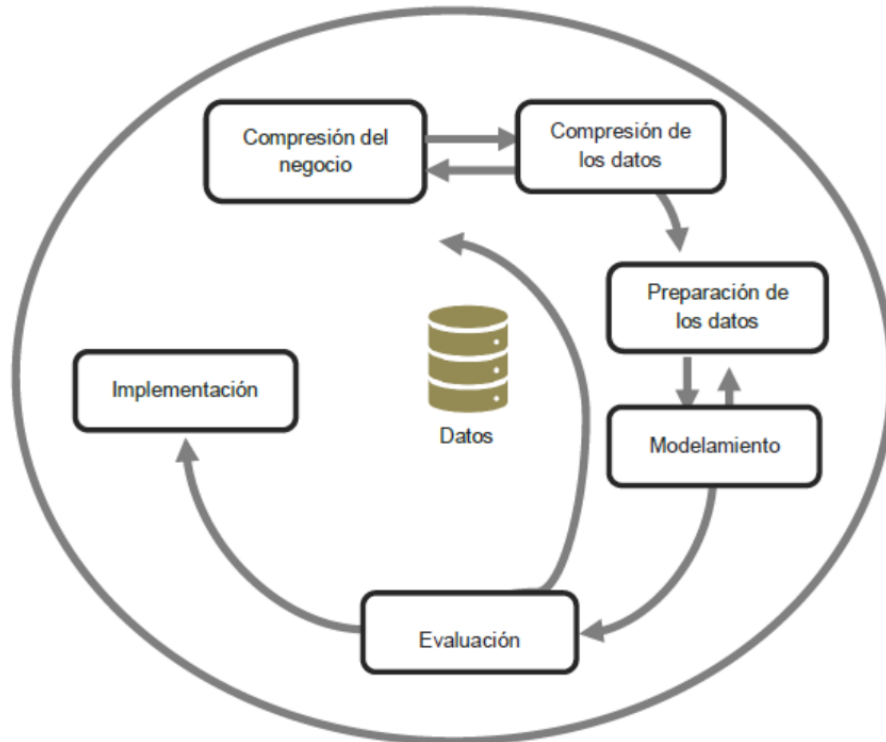 Compresión del
negocio
Compresión de
los datos
Preparación de
los datos
Modelamiento
Evaluación
Implementación
Datos